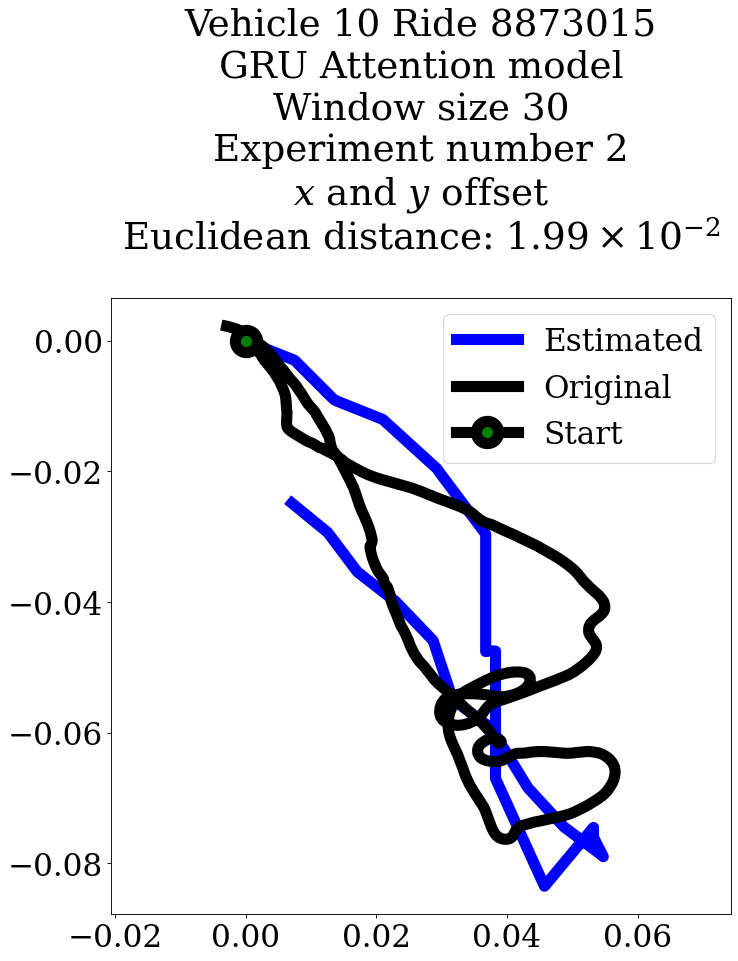 Vehicle 10 Ride 8873015
GRU Attention model
Window size 30
Experiment number 2
x and y offset
Euclidean distance: 1.99 × 10⁻²
Estimated
Original
Start
0.00
−0.02
−0.04
−0.06
−0.08
−0.02 0.00 0.02 0.04 0.06